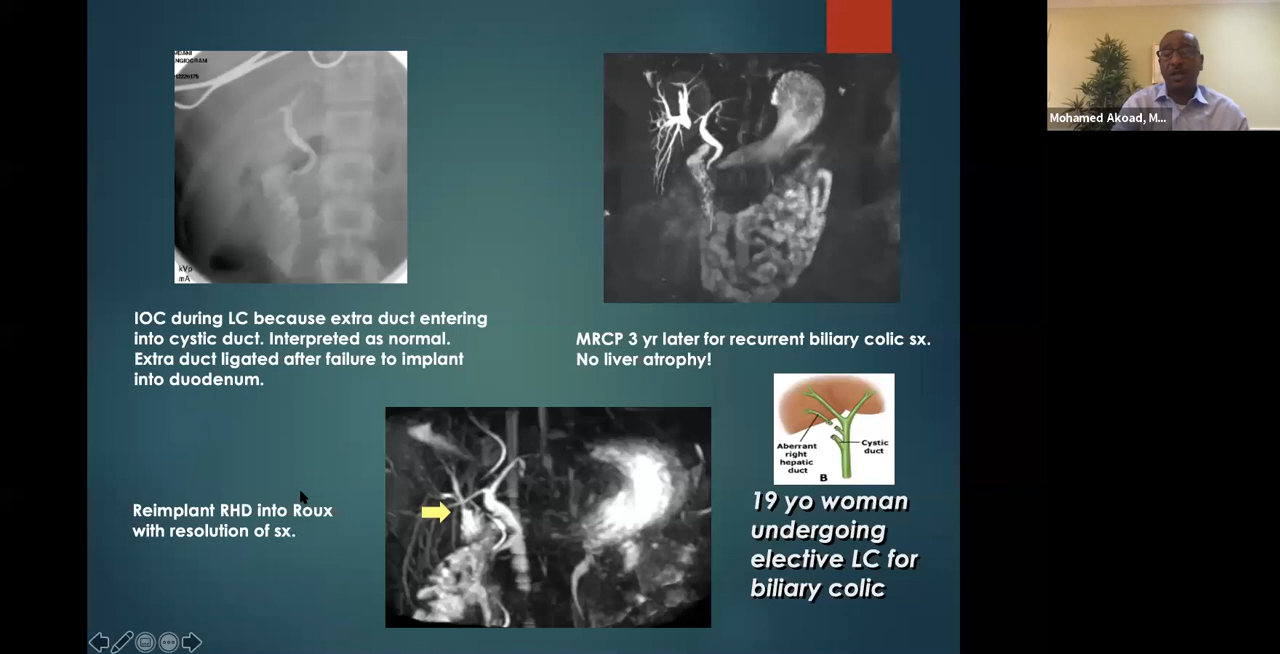 NGIOGRAM
kVp
mA
IOC during LC because extra duct entering
into cystic duct. Interpreted as normal.
Extra duct ligated after failure to implant
into duodenum.
MRCP 3 yr later for recurrent biliary colic sx.
No liver atrophy!
Aberrant
right
hepatic
duct
Cystic
duct
B
Reimplant RHD into Roux
with resolution of sx.
19 yo woman
undergoing
elective LC for
biliary colic
Mohamed Akoad, M...